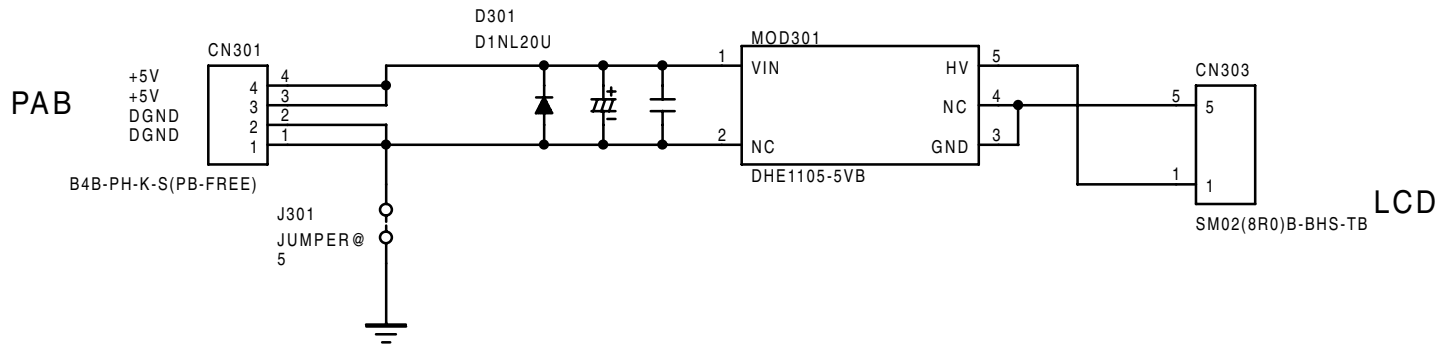 D301
D1NL20U
CN301
MOD301
PAB
+5V
+5V
DGND
DGND
4
3
2
1
4
3
2
1
1
2
VIN
NC
HV
NC
GND
5
4
3
CN303
5
1
5
1
B4B-PH-K-S(PB-FREE)
DHE1105-5VB
LCD
SM02(8R0)B-BHS-TB
J301
JUMPER@
5
+